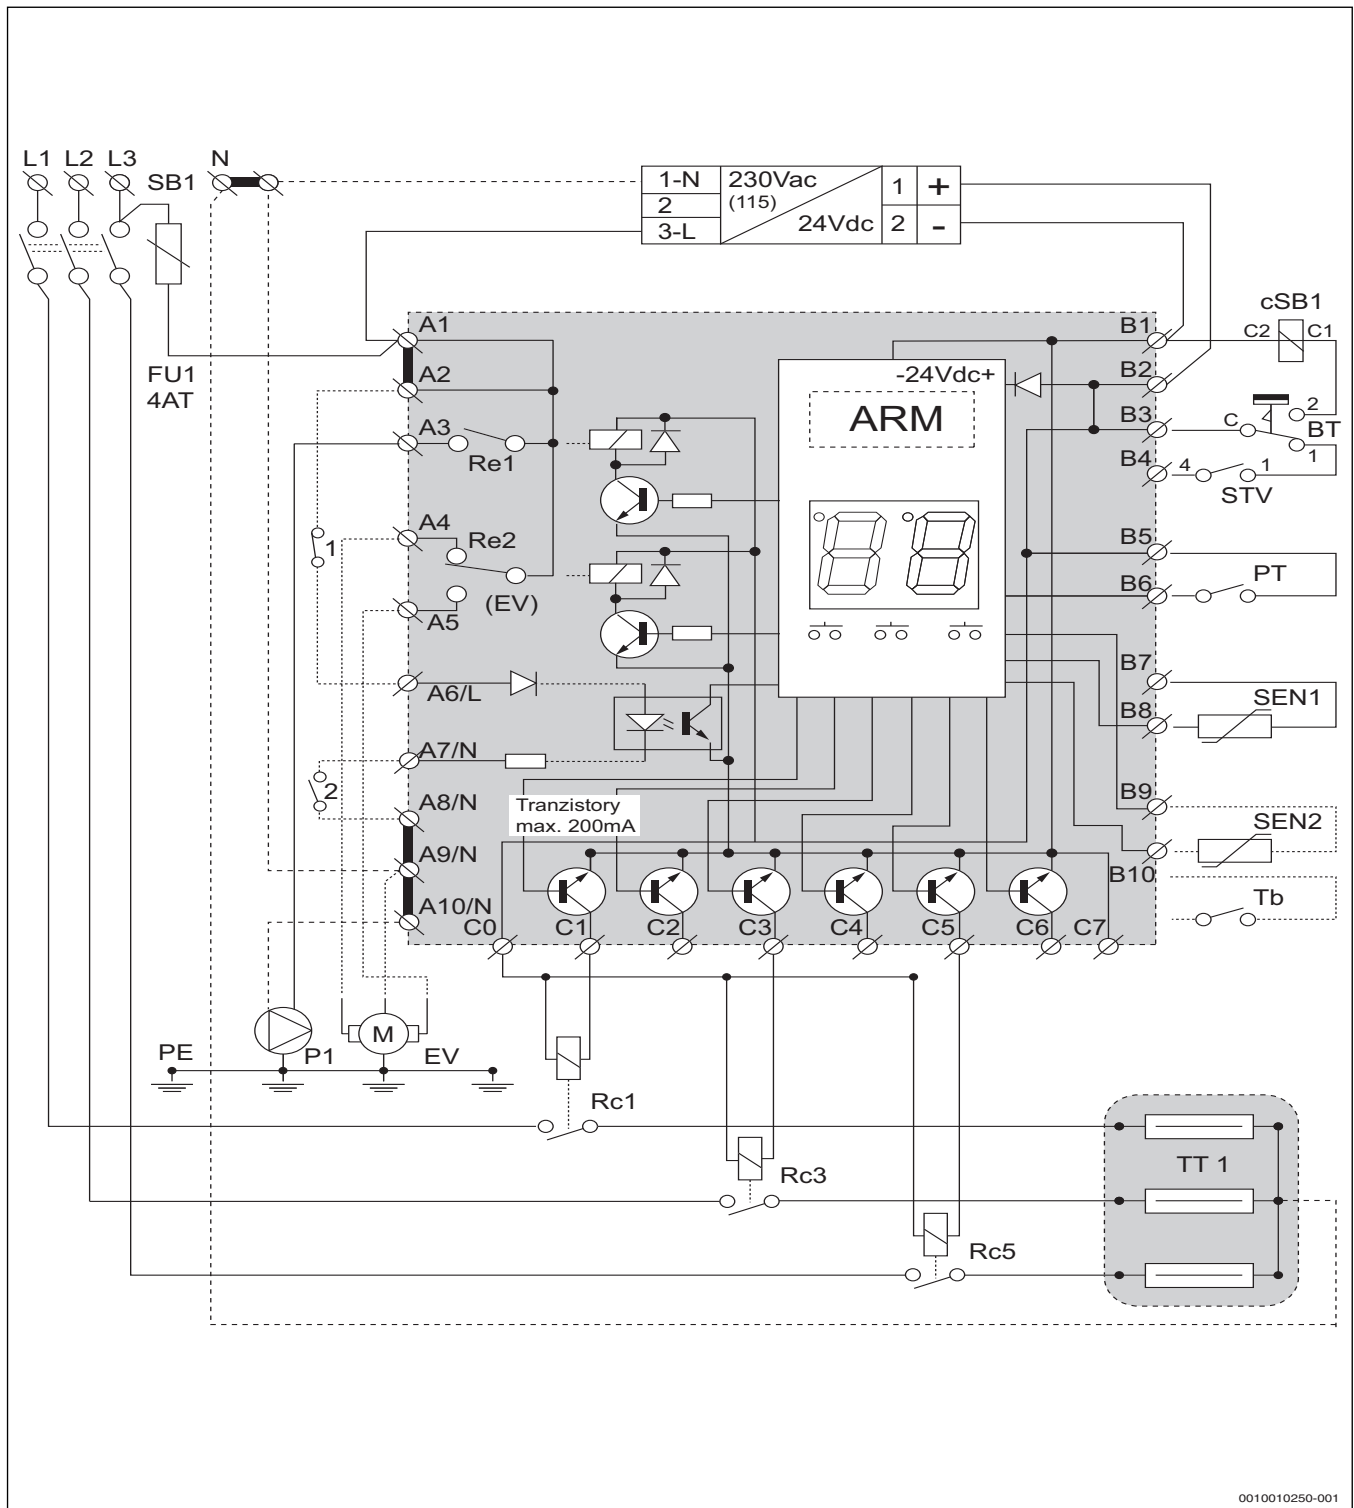 L1 L2 L3 SB1 N
1-N 230Vac 1 +
2 (115)
3-L 24Vdc 2 -
FU1
4AT
A1
A2
A3
Re1
A4
Re2
(EV)
A5
A6/L
A7/N
A8/N
A9/N
A10/N
1
2
-24Vdc+
ARM
Tranzistory
max. 200mA
B1
B2
B3
B4
B5
B6
B7
B8
B9
B10
cSB1
C2 C1
2
C BT
1
4 1
STV
PT
SEN1
SEN2
Tb
C0 C1 C2 C3 C4 C5 C6 C7
PE P1 M EV
Rc1
Rc3
Rc5
TT 1
0010010250-001